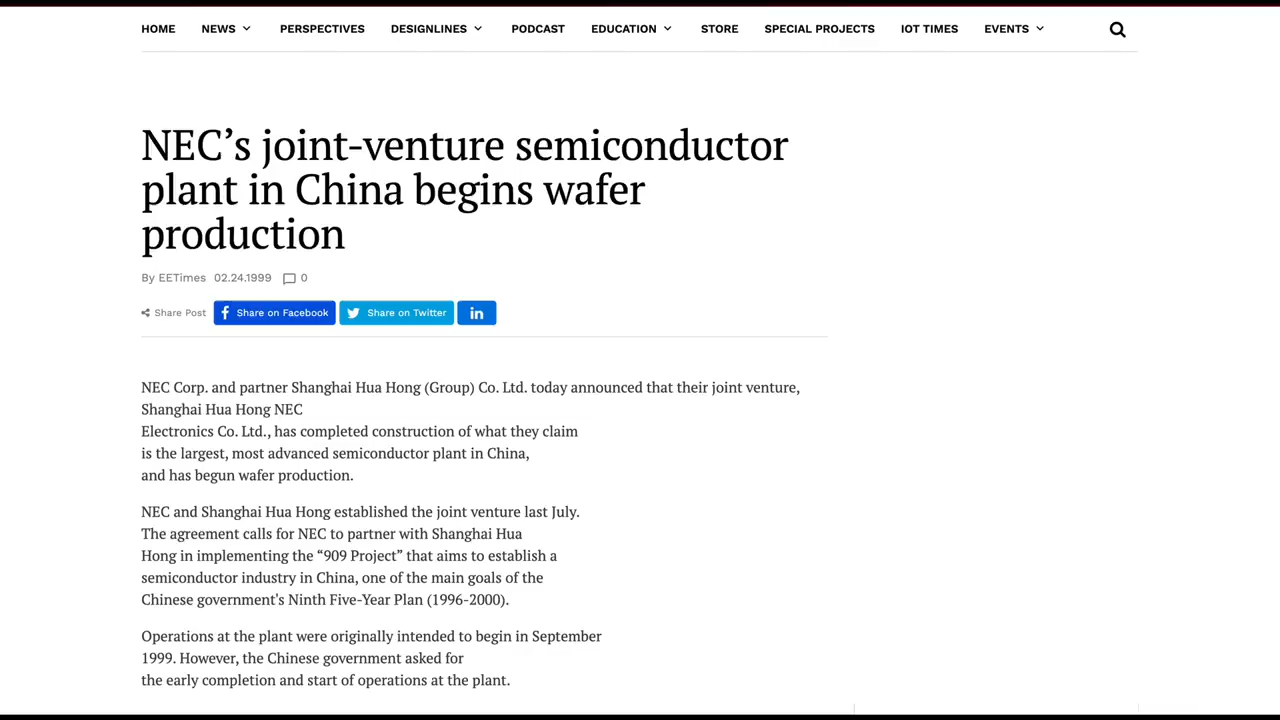 HOME NEWS PERSPECTIVES DESIGNLINES PODCAST EDUCATION STORE SPECIAL PROJECTS IOT TIMES EVENTS
NEC’s joint-venture semiconductor
plant in China begins wafer
production
By EETimes 02.24.1999 0
Share Post Share on Facebook Share on Twitter in
NEC Corp. and partner Shanghai Hua Hong (Group) Co. Ltd. today announced that their joint venture,
Shanghai Hua Hong NEC
Electronics Co. Ltd., has completed construction of what they claim
is the largest, most advanced semiconductor plant in China,
and has begun wafer production.
NEC and Shanghai Hua Hong established the joint venture last July.
The agreement calls for NEC to partner with Shanghai Hua
Hong in implementing the “909 Project” that aims to establish a
semiconductor industry in China, one of the main goals of the
Chinese government's Ninth Five-Year Plan (1996-2000).
Operations at the plant were originally intended to begin in September
1999. However, the Chinese government asked for
the early completion and start of operations at the plant.